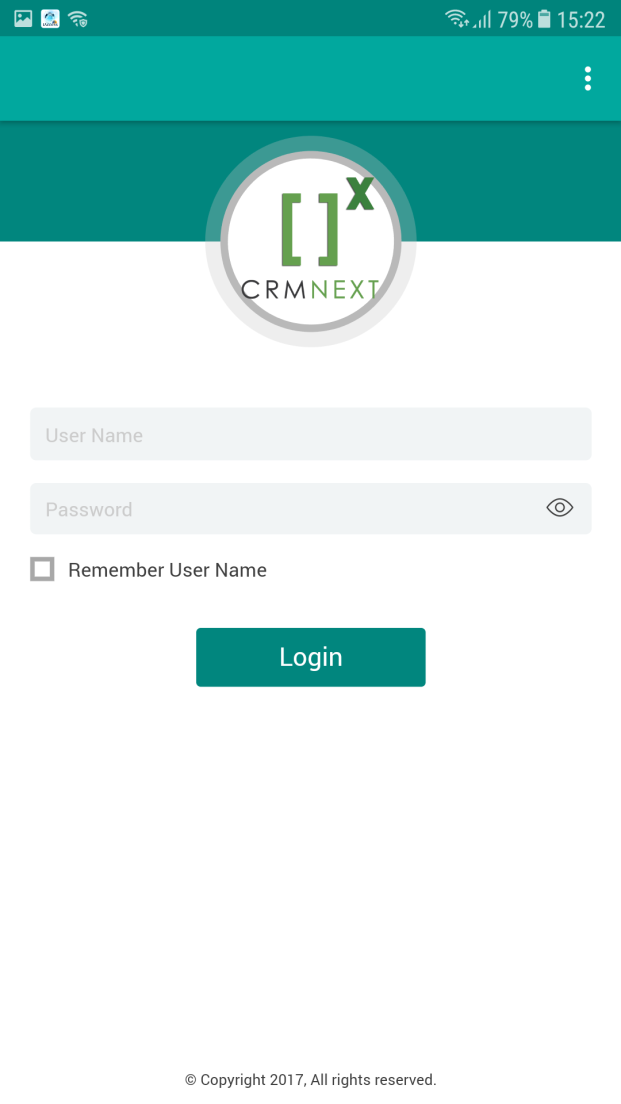 79% 15:22
[ ] X
CRMNEXT
User Name
Password
Remember User Name
Login
© Copyright 2017, All rights reserved.